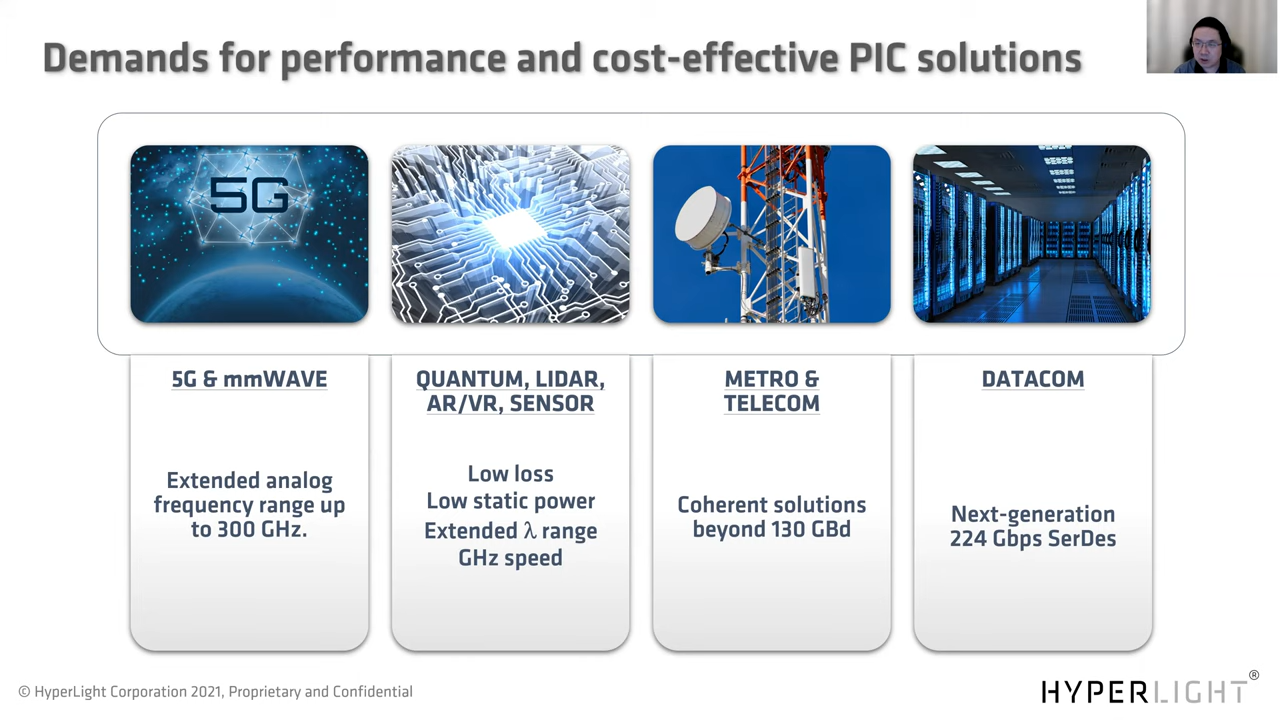 Demands for performance and cost-effective PIC solutions
5G
5G & mmWAVE
Extended analog
frequency range up
to 300 GHz.
QUANTUM, LIDAR,
AR/VR, SENSOR
Low loss
Low static power
Extended λ range
GHz speed
METRO &
TELECOM
Coherent solutions
beyond 130 GBd
DATACOM
Next-generation
224 Gbps SerDes
© HyperLight Corporation 2021, Proprietary and Confidential
HYPERLIGHT®